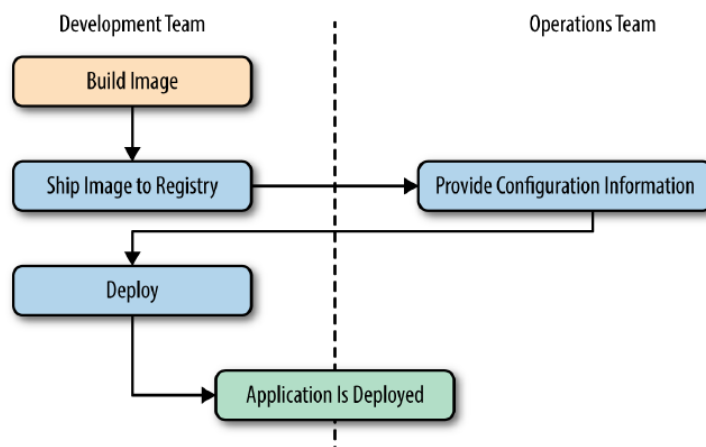 Development Team
Operations Team
Build Image
Ship Image to Registry
Provide Configuration Information
Deploy
Application Is Deployed